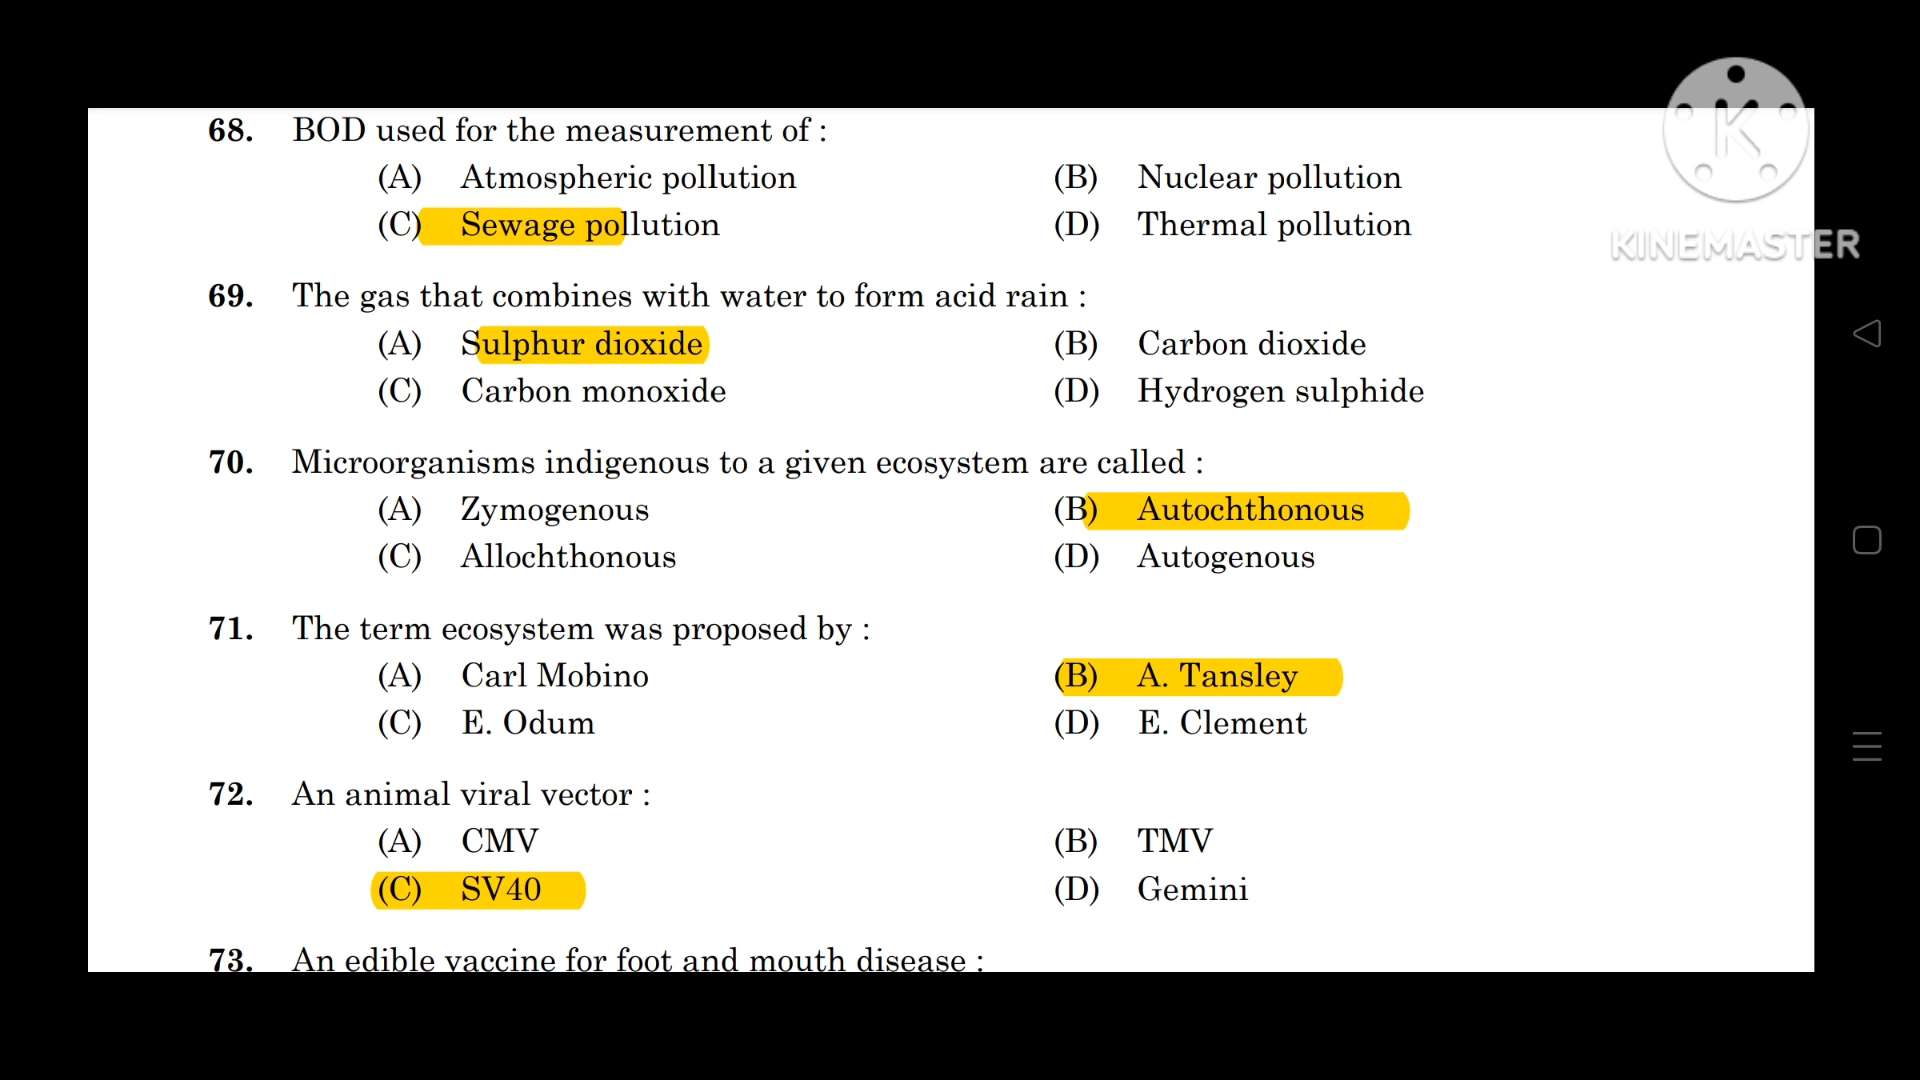 68. BOD used for the measurement of :
(A) Atmospheric pollution (B) Nuclear pollution
(C) Sewage pollution (D) Thermal pollution
69. The gas that combines with water to form acid rain :
(A) Sulphur dioxide (B) Carbon dioxide
(C) Carbon monoxide (D) Hydrogen sulphide
70. Microorganisms indigenous to a given ecosystem are called :
(A) Zymogenous (B) Autochthonous
(C) Allochthonous (D) Autogenous
71. The term ecosystem was proposed by :
(A) Carl Mobino (B) A. Tansley
(C) E. Odum (D) E. Clement
72. An animal viral vector :
(A) CMV (B) TMV
(C) SV40 (D) Gemini
73. An edible vaccine for foot and mouth disease :
K
KINEMASTER